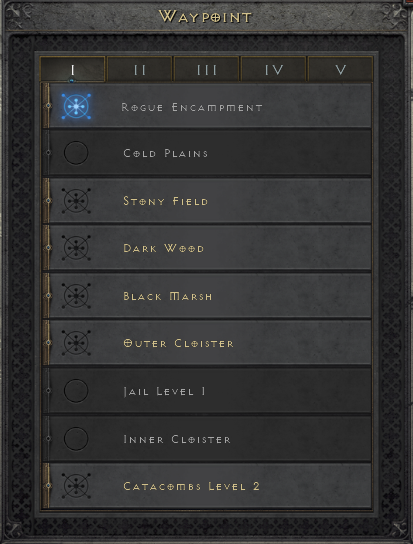 Waypoint
I II III IV V
Rogue Encampment
Cold Plains
Stony Field
Dark Wood
Black Marsh
Outer Cloister
Jail Level 1
Inner Cloister
Catacombs Level 2